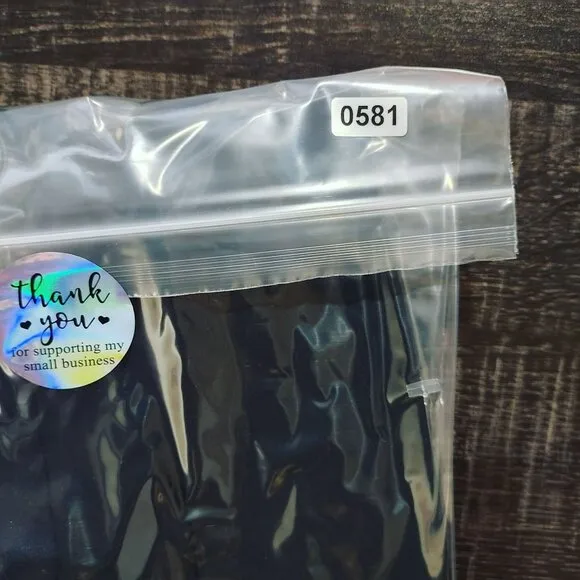 0581
thank
you
for supporting my
small business